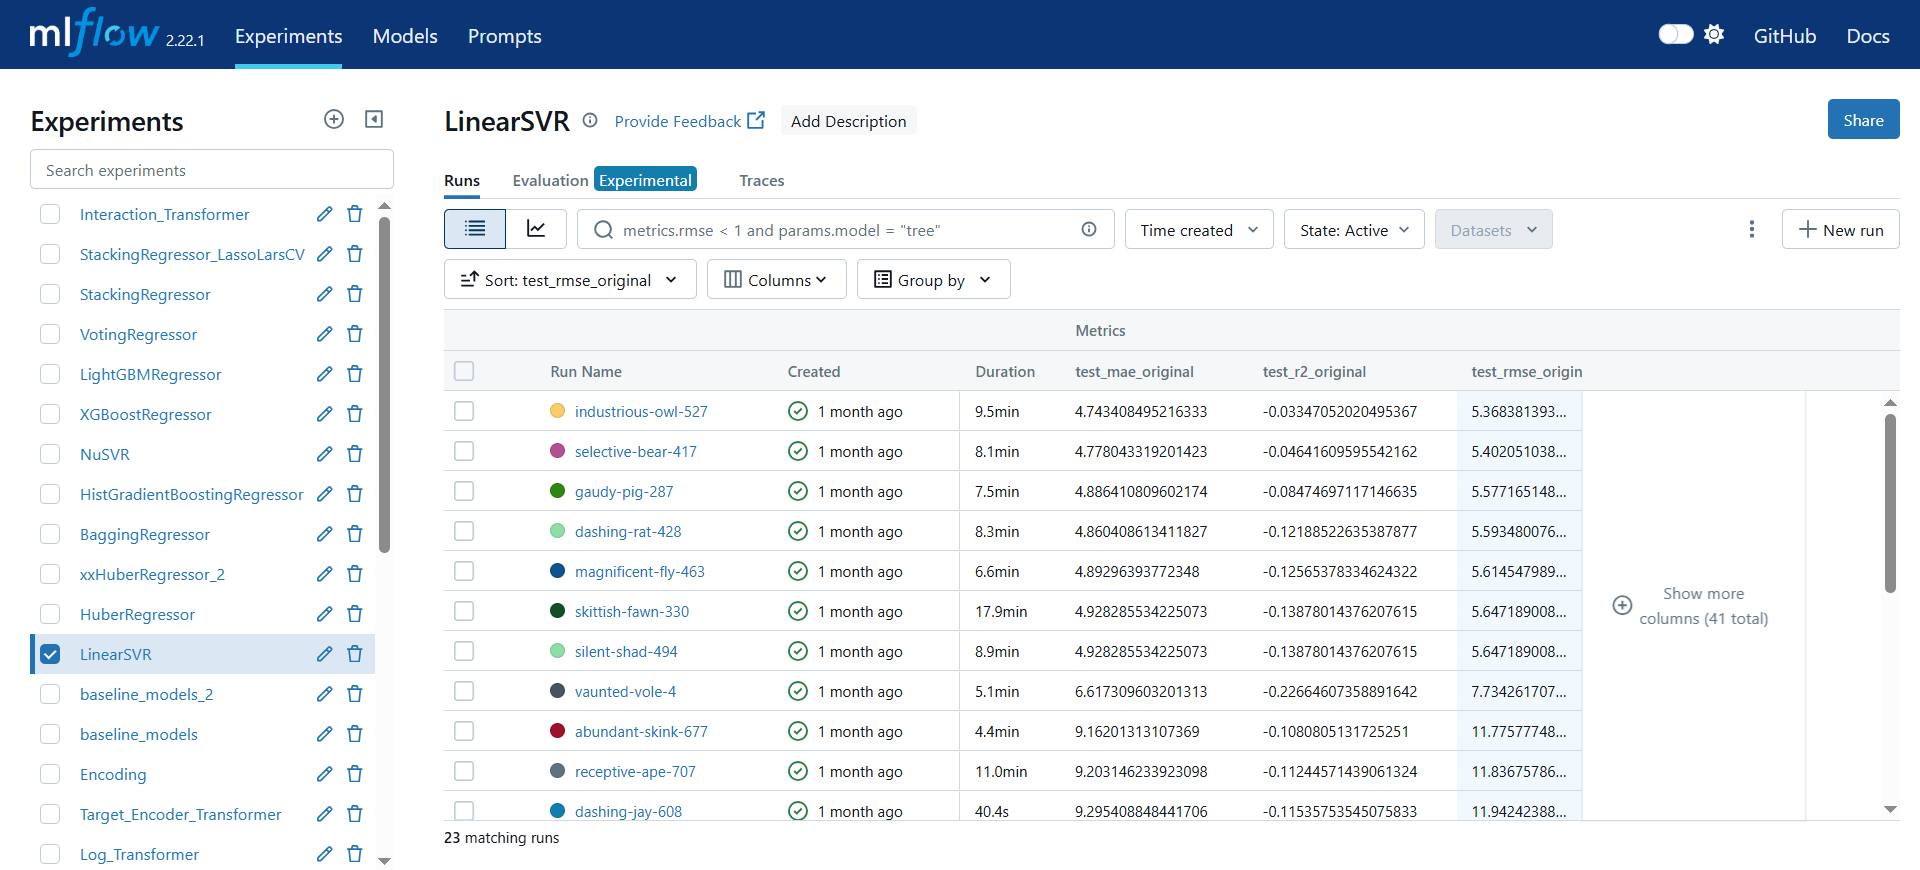 mlflow 2.22.1 Experiments Models Prompts GitHub Docs
Experiments
Search experiments
Interaction_Transformer
StackingRegressor_LassoLarsCV
StackingRegressor
VotingRegressor
LightGBMRegressor
XGBoostRegressor
NuSVR
HistGradientBoostingRegressor
BaggingRegressor
xxHuberRegressor_2
HuberRegressor
LinearSVR
baseline_models_2
baseline_models
Encoding
Target_Encoder_Transformer
Log_Transformer
LinearSVR Provide Feedback Add Description Share
Runs Evaluation Experimental Traces
metrics.rmse < 1 and params.model = "tree" Time created State: Active Datasets New run
Sort: test_rmse_original Columns Group by
Metrics
Run Name Created Duration test_mae_original test_r2_original test_rmse_origin
industrious-owl-527 1 month ago 9.5min 4.743408495216333 -0.03347052020495367 5.368381393...
selective-bear-417 1 month ago 8.1min 4.778043319201423 -0.04641609595542162 5.402051038...
gaudy-pig-287 1 month ago 7.5min 4.886410809602174 -0.08474697117146635 5.577165148...
dashing-rat-428 1 month ago 8.3min 4.860408613411827 -0.12188522635387877 5.593480076...
magnificent-fly-463 1 month ago 6.6min 4.89296393772348 -0.12565378334624322 5.614547989...
skittish-fawn-330 1 month ago 17.9min 4.928285534225073 -0.13878014376207615 5.647189008...
silent-shad-494 1 month ago 8.9min 4.928285534225073 -0.13878014376207615 5.647189008...
vaunted-vole-4 1 month ago 5.1min 6.617309603201313 -0.22664607358891642 7.734261707...
abundant-skink-677 1 month ago 4.4min 9.16201313107369 -0.1080805131725251 11.77577748...
receptive-ape-707 1 month ago 11.0min 9.203146233923098 -0.11244571439061324 11.83675786...
dashing-jay-608 1 month ago 40.4s 9.295408848441706 -0.11535753545075833 11.94242388...
Show more
columns (41 total)
23 matching runs